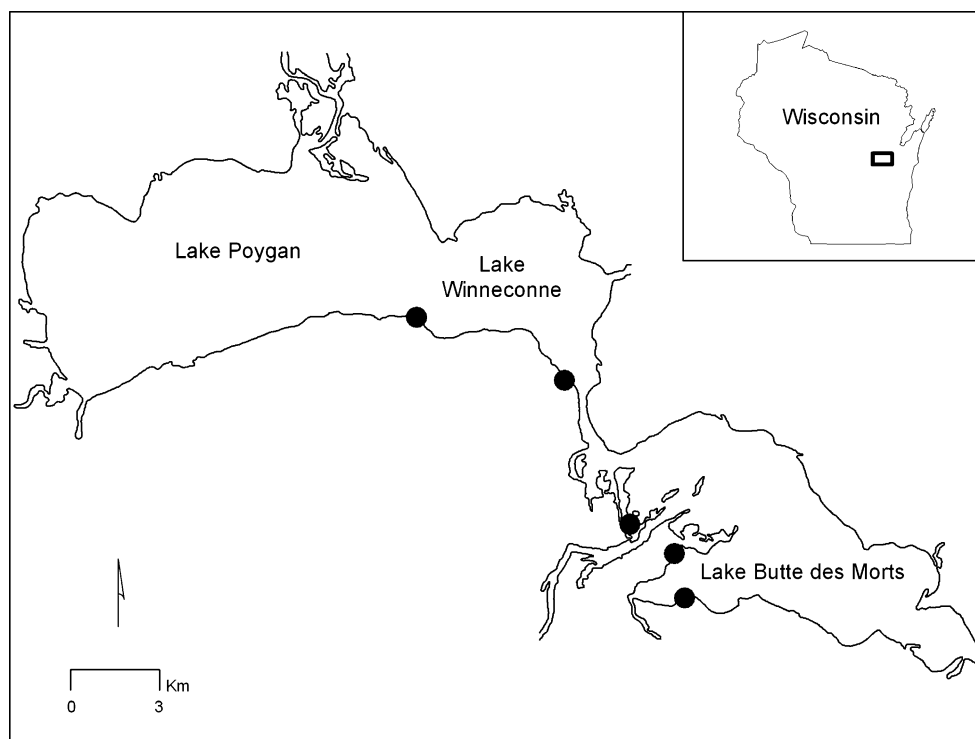 Wisconsin
Lake Poygan
Lake
Winneconne
Lake Butte des Morts
Km
0 3